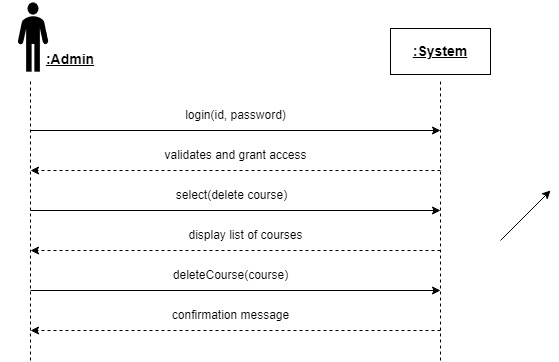 :Admin
:System
login(id, password)
validates and grant access
select(delete course)
display list of courses
deleteCourse(course)
confirmation message